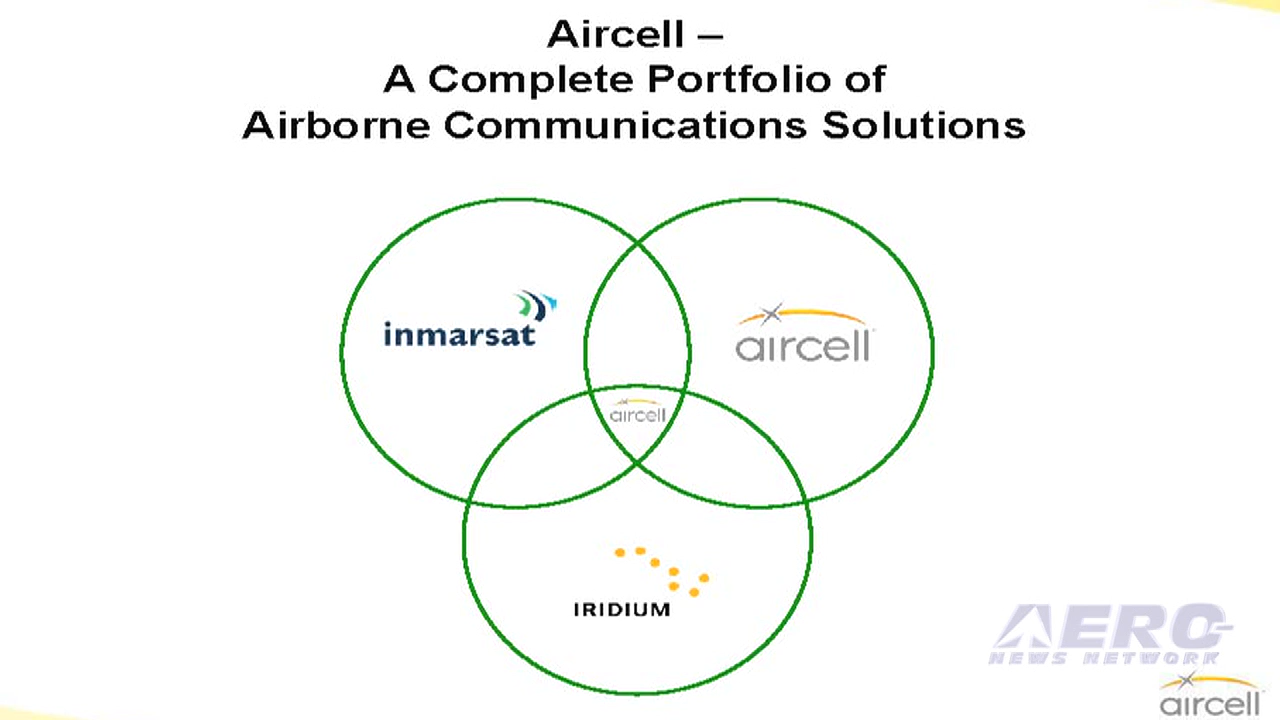 Aircell –
A Complete Portfolio of
Airborne Communications Solutions
inmarsat
aircell
aircell
IRIDIUM
AERO
NEWS NETWORK
aircell